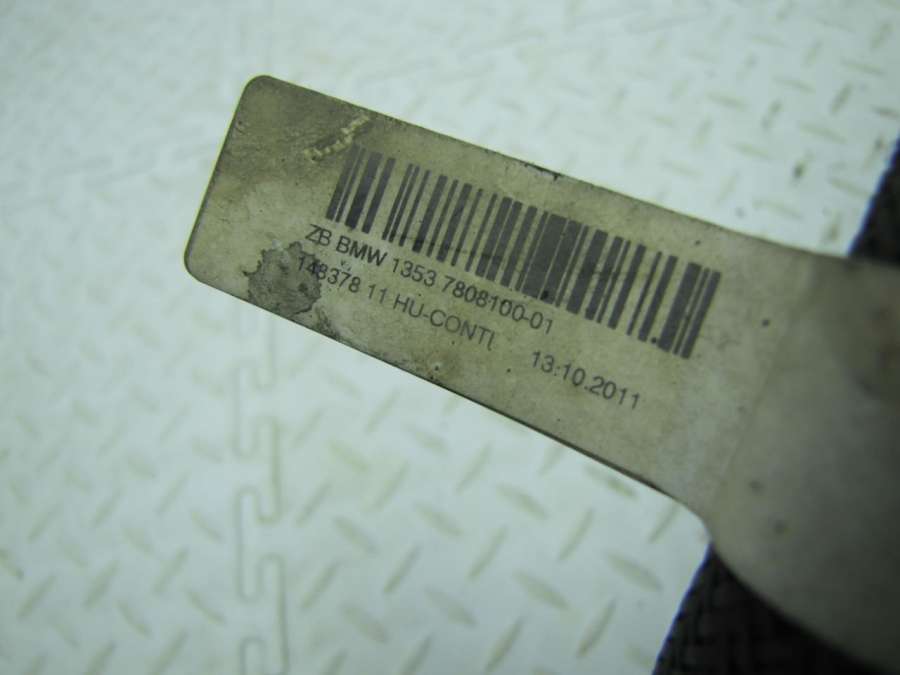 ZB BMW 1353 7808100-01
148378 11 HU-CONTI 13.10.2011